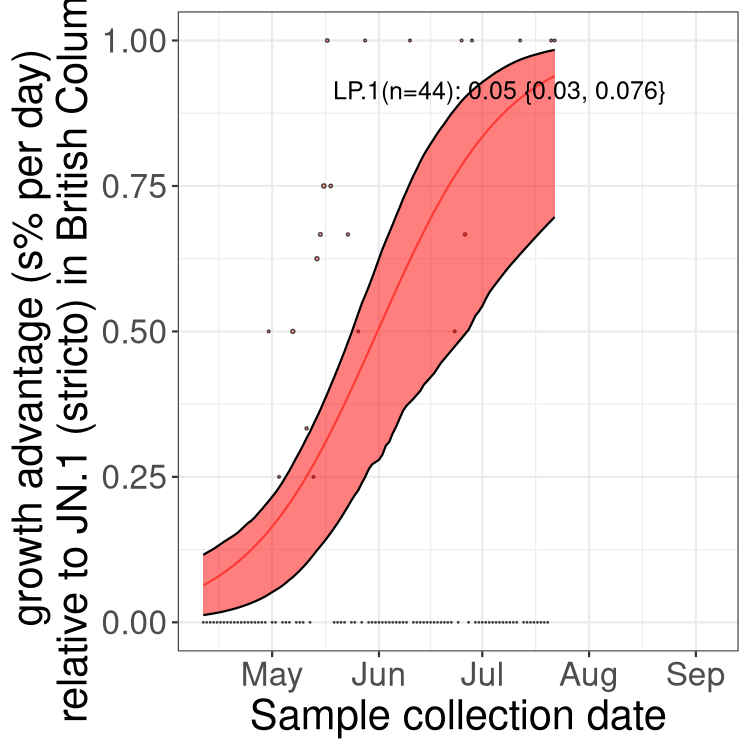 growth advantage (s% per day)
relative to JN.1 (stricto) in British Colum
1.00
0.75
0.50
0.25
0.00
LP.1(n=44): 0.05 {0.03, 0.076}
May Jun Jul Aug Sep
Sample collection date